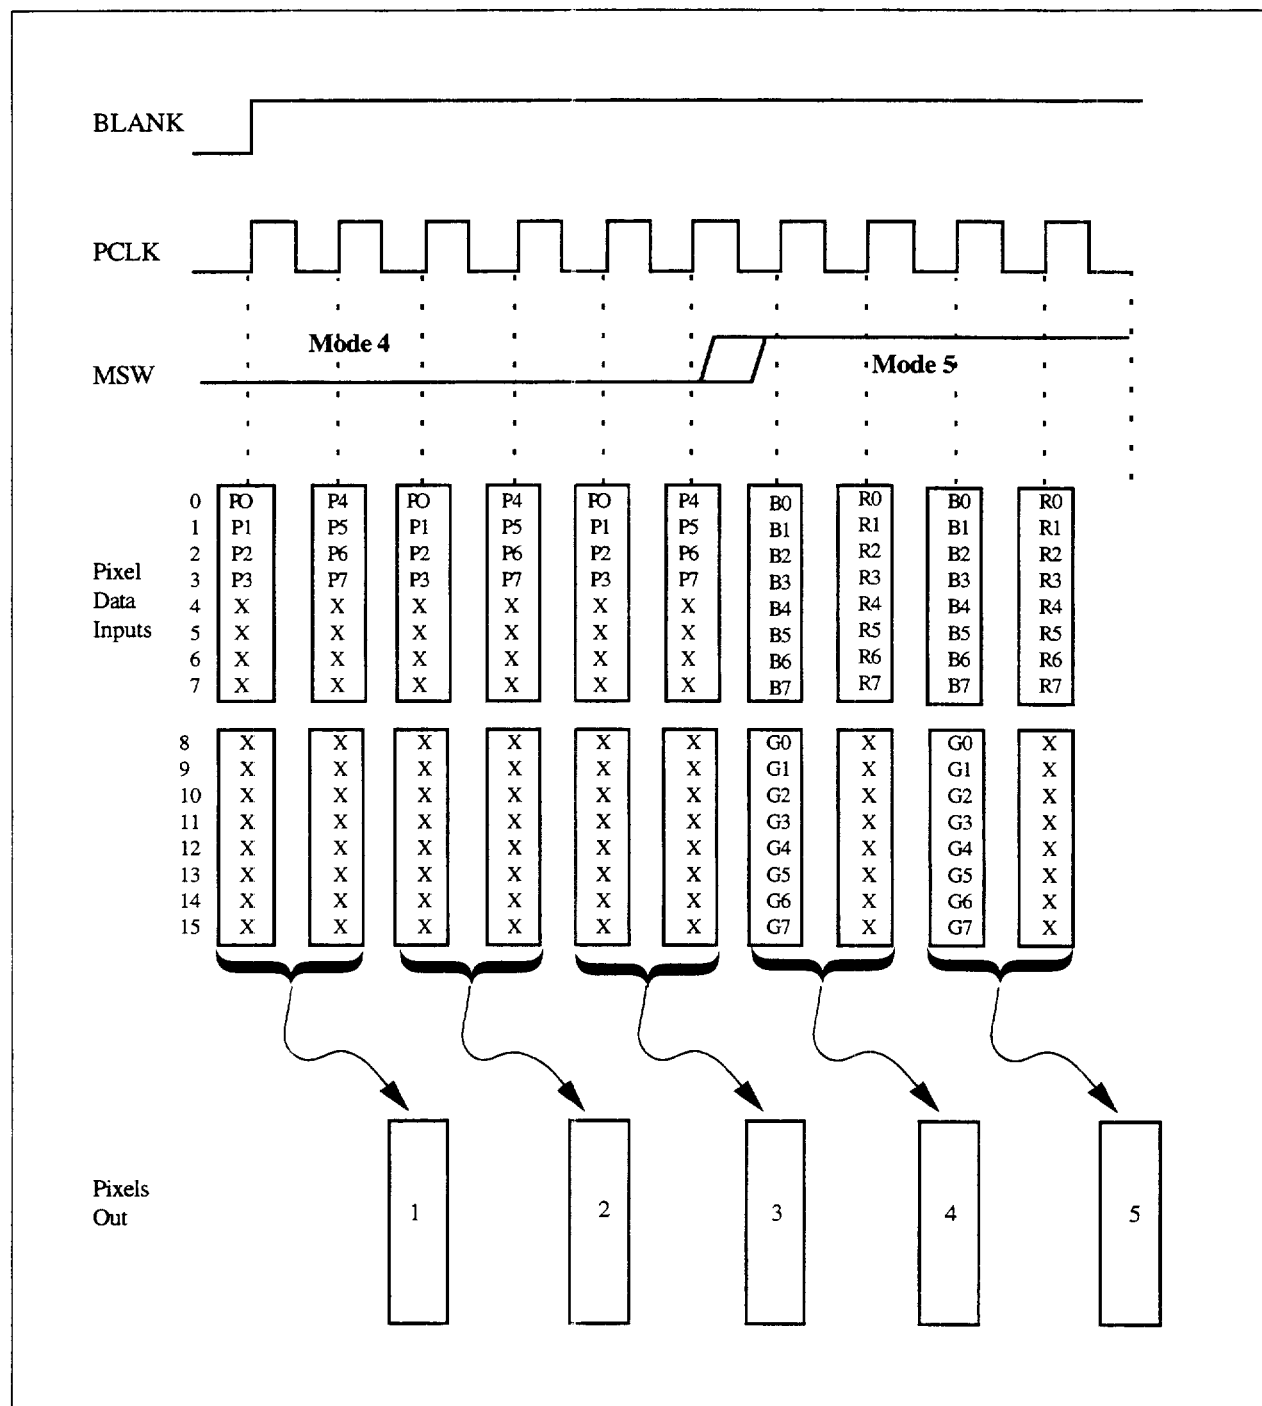 BLANK
PCLK
Mode 4
Mode 5
MSW
0 PO P4 PO P4 PO P4 B0 R0 B0 R0
1 P1 P5 P1 P5 P1 P5 B1 R1 B1 R1
2 P2 P6 P2 P6 P2 P6 B2 R2 B2 R2
3 P3 P7 P3 P7 P3 P7 B3 R3 B3 R3
4 X X X X X X B4 R4 B4 R4
5 X X X X X X B5 R5 B5 R5
6 X X X X X X B6 R6 B6 R6
7 X X X X X X B7 R7 B7 R7
Pixel
Data
Inputs
8 X X X X X X G0 X G0 X
9 X X X X X X G1 X G1 X
10 X X X X X X G2 X G2 X
11 X X X X X X G3 X G3 X
12 X X X X X X G4 X G4 X
13 X X X X X X G5 X G5 X
14 X X X X X X G6 X G6 X
15 X X X X X X G7 X G7 X
Pixels
Out
1 2 3 4 5